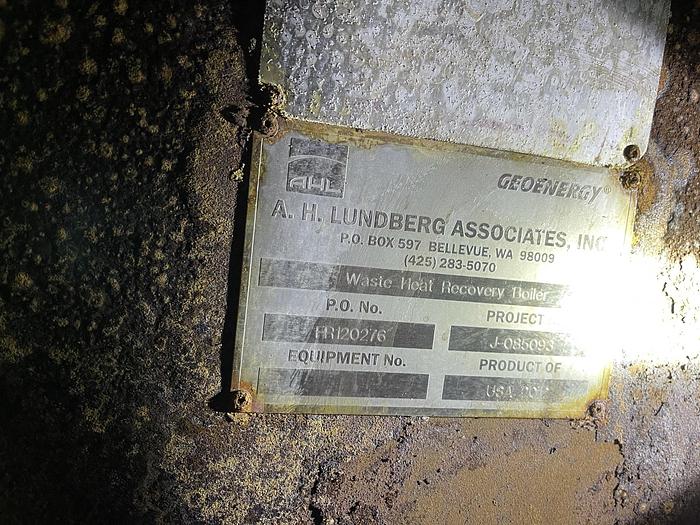 AHL GEOENERGY®
A. H. LUNDBERG ASSOCIATES, INC
P.O. BOX 597 BELLEVUE, WA 98009
(425) 283-5070
Waste Heat Recovery Boiler
P.O. No. PROJECT
J-085093
EQUIPMENT No. PRODUCT OF
USA